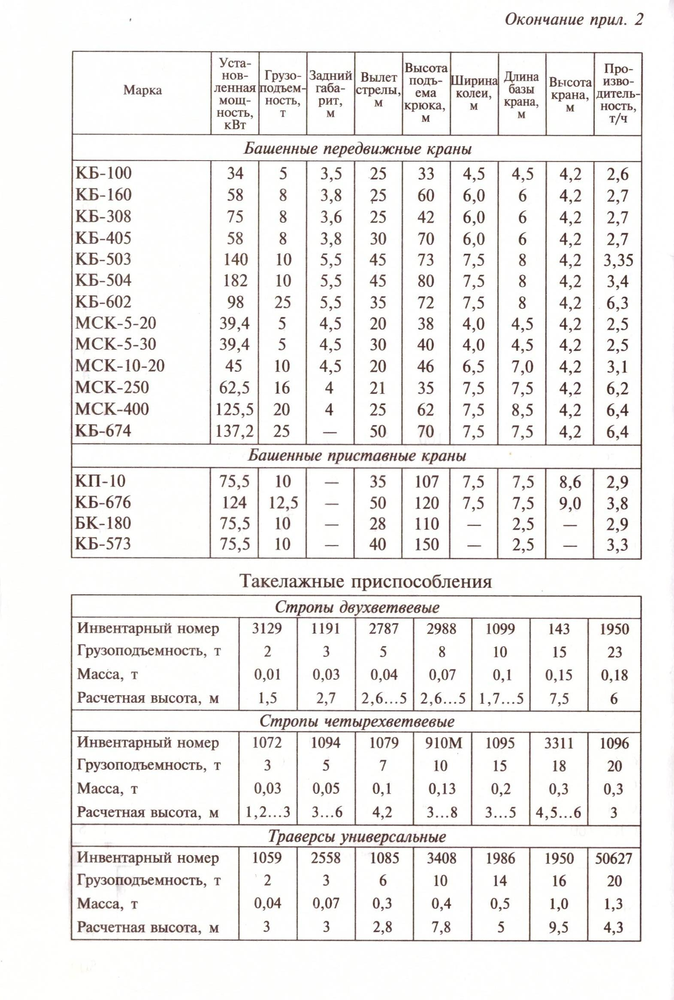 Окончание прил. 2
Марка Уста-нов-ленная мощ-ность, кВт Грузо-подъем-ность, т Задний габа-рит, м Вылет стрелы, м Высота подъ-ема крюка, м Ширина колеи, м Длина базы крана, м Высота крана, м Про-изво-дитель-ность, т/ч
Башенные передвижные краны
КБ-100 34 5 3,5 25 33 4,5 4,5 4,2 2,6
КБ-160 58 8 3,8 25 60 6,0 6 4,2 2,7
КБ-308 75 8 3,6 25 42 6,0 6 4,2 2,7
КБ-405 58 8 3,8 30 70 6,0 6 4,2 2,7
КБ-503 140 10 5,5 45 73 7,5 8 4,2 3,35
КБ-504 182 10 5,5 45 80 7,5 8 4,2 3,4
КБ-602 98 25 5,5 35 72 7,5 8 4,2 6,3
МСК-5-20 39,4 5 4,5 20 38 4,0 4,5 4,2 2,5
МСК-5-30 39,4 5 4,5 30 40 4,0 4,5 4,2 2,5
МСК-10-20 45 10 4,5 20 46 6,5 7,0 4,2 3,1
МСК-250 62,5 16 4 21 35 7,5 7,5 4,2 6,2
МСК-400 125,5 20 4 25 62 7,5 8,5 4,2 6,4
КБ-674 137,2 25 — 50 70 7,5 7,5 4,2 6,4
Башенные приставные краны
КП-10 75,5 10 — 35 107 7,5 7,5 8,6 2,9
КБ-676 124 12,5 — 50 120 7,5 7,5 9,0 3,8
БК-180 75,5 10 — 28 110 — 2,5 — 2,9
КБ-573 75,5 10 — 40 150 — 2,5 — 3,3
Такелажные приспособления
Стропы двухветвевые
Инвентарный номер 3129 1191 2787 2988 1099 143 1950
Грузоподъемность, т 2 3 5 8 10 15 23
Масса, т 0,01 0,03 0,04 0,07 0,1 0,15 0,18
Расчетная высота, м 1,5 2,7 2,6...5 2,6...5 1,7...5 7,5 6
Стропы четырехветвевые
Инвентарный номер 1072 1094 1079 910М 1095 3311 1096
Грузоподъемность, т 3 5 7 10 15 18 20
Масса, т 0,03 0,05 0,1 0,13 0,2 0,3 0,3
Расчетная высота, м 1,2...3 3...6 4,2 3...8 3...5 4,5...6 3
Траверсы универсальные
Инвентарный номер 1059 2558 1085 3408 1986 1950 50627
Грузоподъемность, т 2 3 6 10 14 16 20
Масса, т 0,04 0,07 0,3 0,4 0,5 1,0 1,3
Расчетная высота, м 3 3 2,8 7,8 5 9,5 4,3